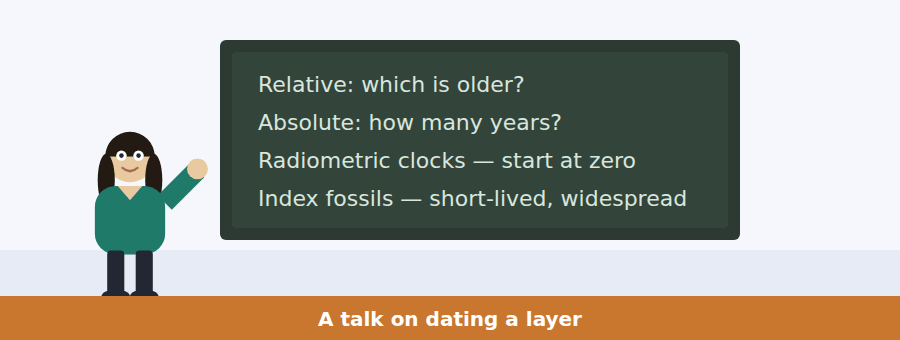 Relative: which is older?
Absolute: how many years?
Radiometric clocks — start at zero
Index fossils — short-lived, widespread
A talk on dating a layer